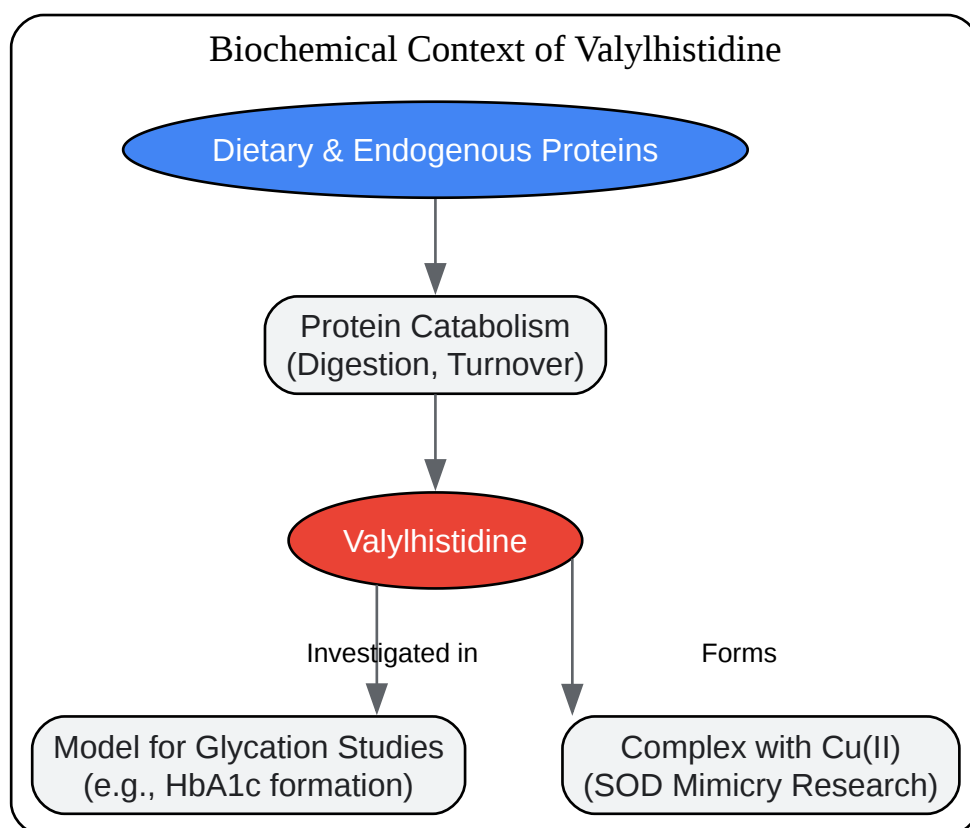 Biochemical Context of Valylhistidine
Dietary & Endogenous Proteins
Protein Catabolism
(Digestion, Turnover)
Valylhistidine
Investigated in
Forms
Model for Glycation Studies
(e.g., HbA1c formation)
Complex with Cu(II)
(SOD Mimicry Research)